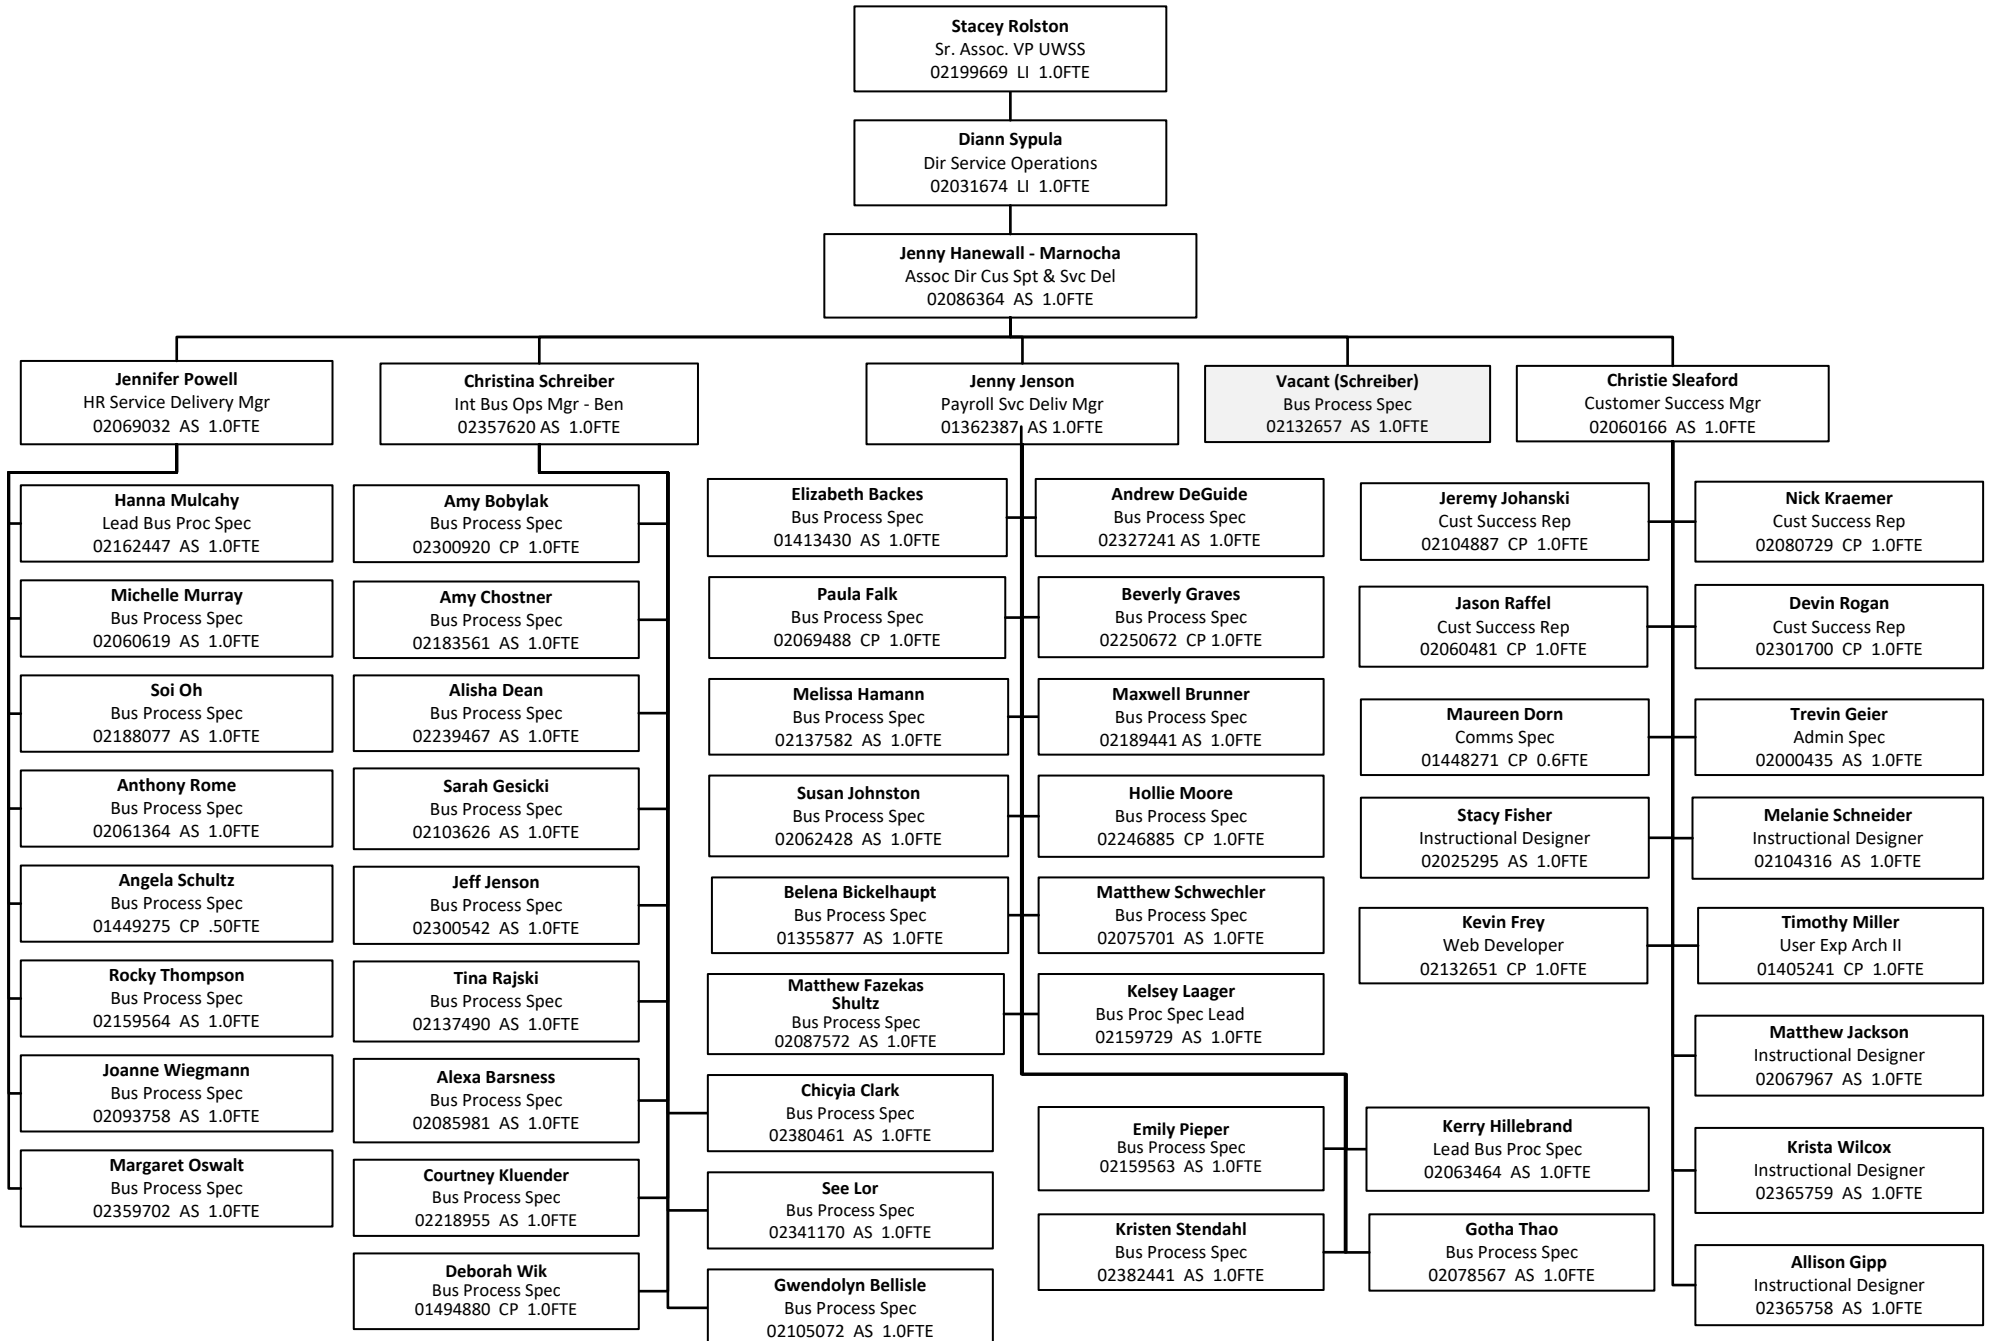 Stacey Rolston
Sr. Assoc. VP UWSS
02199669 LI 1.0FTE
Diann Sypula
Dir Service Operations
02031674 LI 1.0FTE
Jenny Hanewall - Marnocha
Assoc Dir Cus Spt & Svc Del
02086364 AS 1.0FTE
Jennifer Powell
HR Service Delivery Mgr
02069032 AS 1.0FTE
Christina Schreiber
Int Bus Ops Mgr - Ben
02357620 AS 1.0FTE
Jenny Jenson
Payroll Svc Deliv Mgr
01362387 AS 1.0FTE
Vacant (Schreiber)
Bus Process Spec
02132657 AS 1.0FTE
Christie Sleaford
Customer Success Mgr
02060166 AS 1.0FTE
Hanna Mulcahy
Lead Bus Proc Spec
02162447 AS 1.0FTE
Michelle Murray
Bus Process Spec
02060619 AS 1.0FTE
Soi Oh
Bus Process Spec
02188077 AS 1.0FTE
Anthony Rome
Bus Process Spec
02061364 AS 1.0FTE
Angela Schultz
Bus Process Spec
01449275 CP .50FTE
Rocky Thompson
Bus Process Spec
02159564 AS 1.0FTE
Joanne Wiegmann
Bus Process Spec
02093758 AS 1.0FTE
Margaret Oswalt
Bus Process Spec
02359702 AS 1.0FTE
Amy Bobylak
Bus Process Spec
02300920 CP 1.0FTE
Amy Chostner
Bus Process Spec
02183561 AS 1.0FTE
Alisha Dean
Bus Process Spec
02239467 AS 1.0FTE
Sarah Gesicki
Bus Process Spec
02103626 AS 1.0FTE
Jeff Jenson
Bus Process Spec
02300542 AS 1.0FTE
Tina Rajski
Bus Process Spec
02137490 AS 1.0FTE
Alexa Barsness
Bus Process Spec
02085981 AS 1.0FTE
Courtney Kluender
Bus Process Spec
02218955 AS 1.0FTE
Deborah Wik
Bus Process Spec
01494880 CP 1.0FTE
Chicyia Clark
Bus Process Spec
02380461 AS 1.0FTE
See Lor
Bus Process Spec
02341170 AS 1.0FTE
Gwendolyn Bellisle
Bus Process Spec
02105072 AS 1.0FTE
Elizabeth Backes
Bus Process Spec
01413430 AS 1.0FTE
Andrew DeGuide
Bus Process Spec
02327241 AS 1.0FTE
Paula Falk
Bus Process Spec
02069488 CP 1.0FTE
Beverly Graves
Bus Process Spec
02250672 CP 1.0FTE
Melissa Hamann
Bus Process Spec
02137582 AS 1.0FTE
Maxwell Brunner
Bus Process Spec
02189441 AS 1.0FTE
Susan Johnston
Bus Process Spec
02062428 AS 1.0FTE
Hollie Moore
Bus Process Spec
02246885 CP 1.0FTE
Belena Bickelhaupt
Bus Process Spec
01355877 AS 1.0FTE
Matthew Schwechler
Bus Process Spec
02075701 AS 1.0FTE
Matthew Fazekas
Shultz
Bus Process Spec
02087572 AS 1.0FTE
Kelsey Laager
Bus Proc Spec Lead
02159729 AS 1.0FTE
Emily Pieper
Bus Process Spec
02159563 AS 1.0FTE
Kerry Hillebrand
Lead Bus Proc Spec
02063464 AS 1.0FTE
Kristen Stendahl
Bus Process Spec
02382441 AS 1.0FTE
Gotha Thao
Bus Process Spec
02078567 AS 1.0FTE
Jeremy Johanski
Cust Success Rep
02104887 CP 1.0FTE
Nick Kraemer
Cust Success Rep
02080729 CP 1.0FTE
Jason Raffel
Cust Success Rep
02060481 CP 1.0FTE
Devin Rogan
Cust Success Rep
02301700 CP 1.0FTE
Maureen Dorn
Comms Spec
01448271 CP 0.6FTE
Trevin Geier
Admin Spec
02000435 AS 1.0FTE
Stacy Fisher
Instructional Designer
02025295 AS 1.0FTE
Melanie Schneider
Instructional Designer
02104316 AS 1.0FTE
Kevin Frey
Web Developer
02132651 CP 1.0FTE
Timothy Miller
User Exp Arch II
01405241 CP 1.0FTE
Matthew Jackson
Instructional Designer
02067967 AS 1.0FTE
Krista Wilcox
Instructional Designer
02365759 AS 1.0FTE
Allison Gipp
Instructional Designer
02365758 AS 1.0FTE